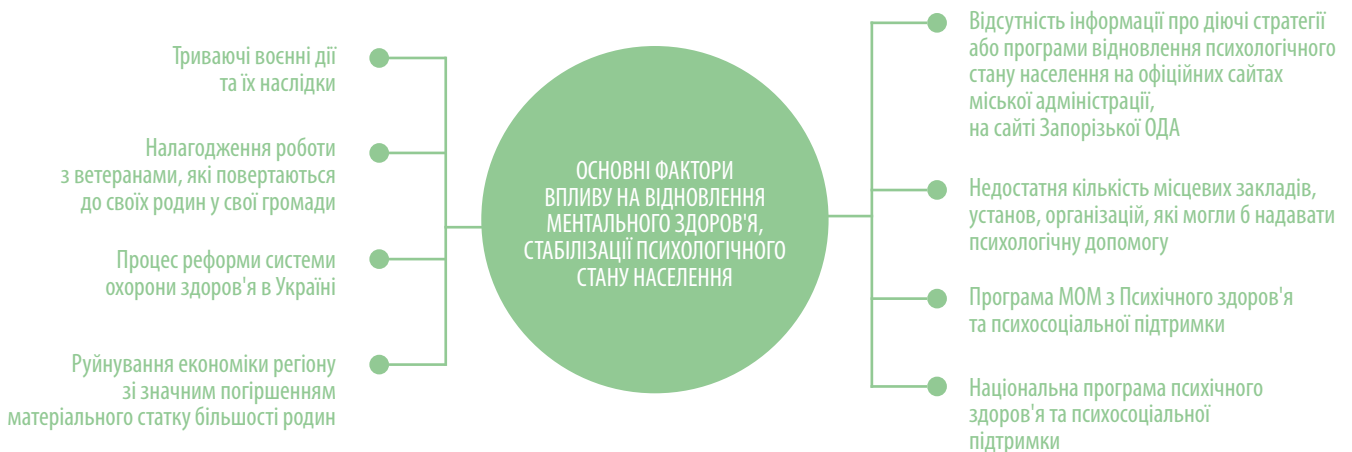 Триваючі воєнні дії
та їх наслідки
Налагодження роботи
з ветеранами, які повертаються
до своїх родин у свої громади
Процес реформи системи
охорони здоров'я в Україні
Руйнування економіки регіону
зі значним погіршенням
матеріального статку більшості родин
ОСНОВНІ ФАКТОРИ
ВПЛИВУ НА ВІДНОВЛЕННЯ
МЕНТАЛЬНОГО ЗДОРОВ'Я,
СТАБІЛІЗАЦІЇ ПСИХОЛОГІЧНОГО
СТАНУ НАСЕЛЕННЯ
Відсутність інформації про діючі стратегії
або програми відновлення психологічного
стану населення на офіційних сайтах
міської адміністрації,
на сайті Запорізької ОДА
Недостатня кількість місцевих закладів,
установ, організацій, які могли б надавати
психологічну допомогу
Програма МОМ з Психічного здоров'я
та психосоціальної підтримки
Національна програма психічного
здоров'я та психосоціальної
підтримки